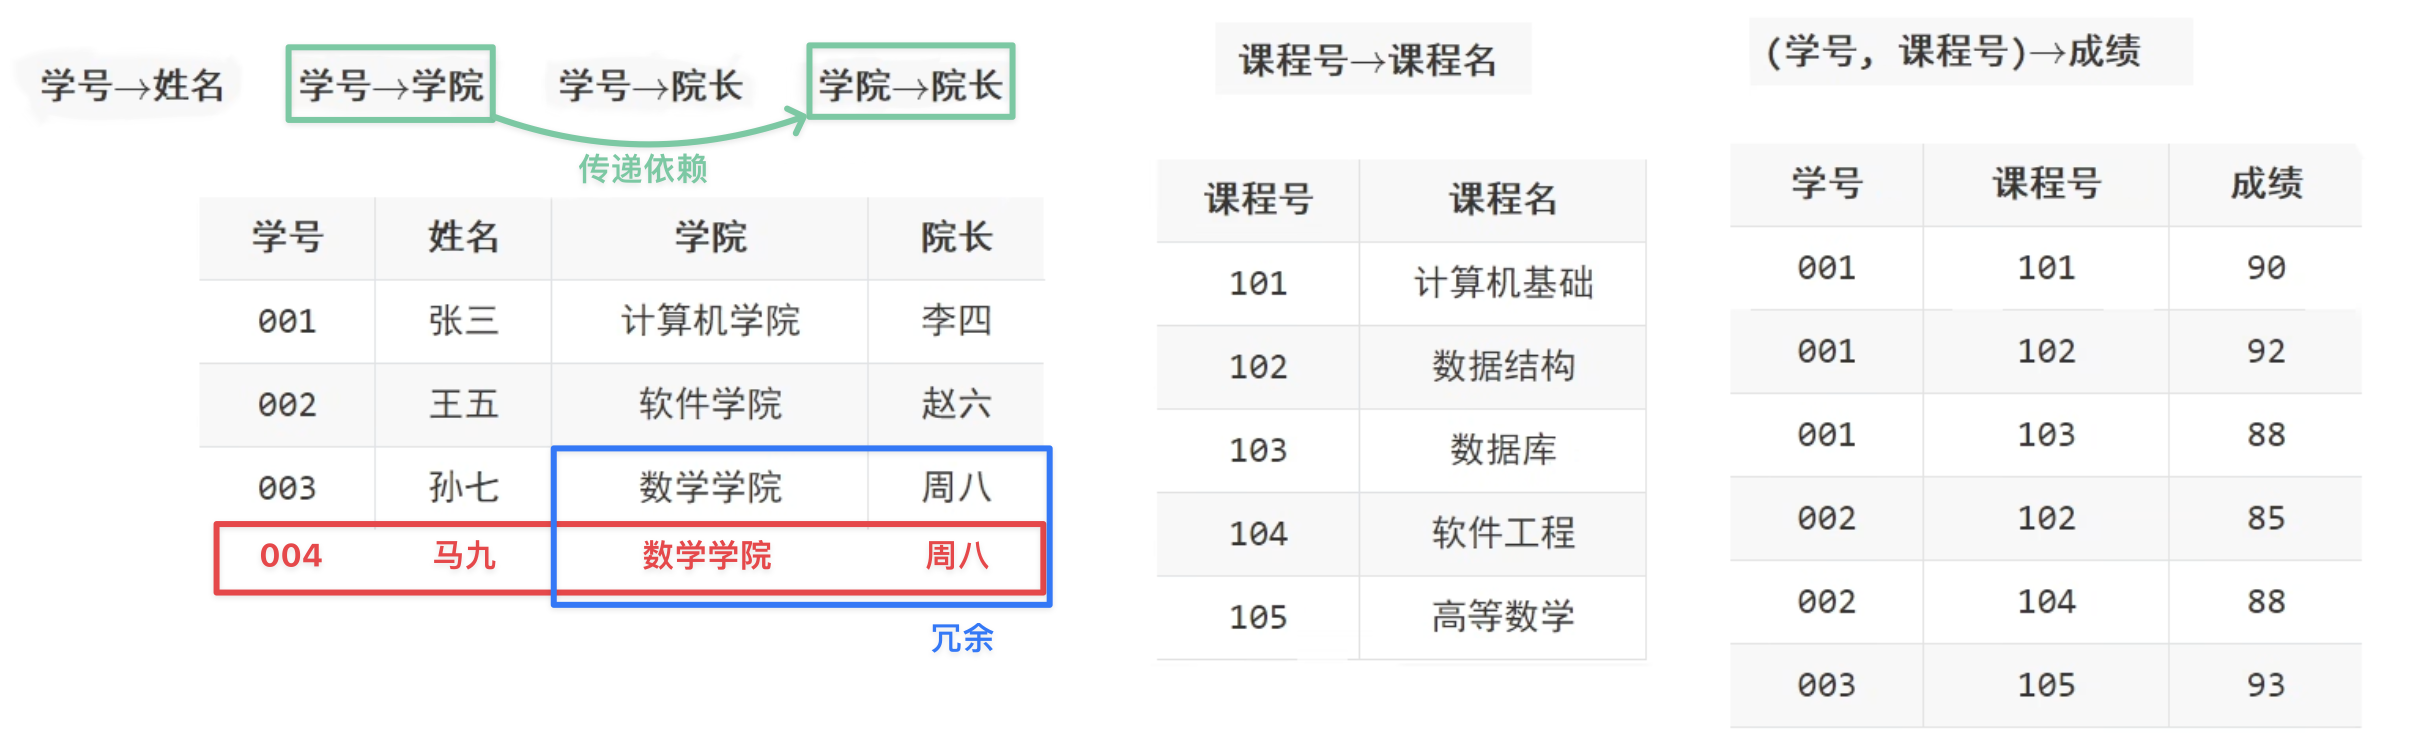 学号→姓名 学号→学院 学号→院长 学院→院长
传递依赖
学号 姓名 学院 院长
001 张三 计算机学院 李四
002 王五 软件学院 赵六
003 孙七 数学学院 周八
004 马九 数学学院 周八
冗余
课程号→课程名
课程号 课程名
101 计算机基础
102 数据结构
103 数据库
104 软件工程
105 高等数学
(学号, 课程号)→成绩
学号 课程号 成绩
001 101 90
001 102 92
001 103 88
002 102 85
002 104 88
003 105 93